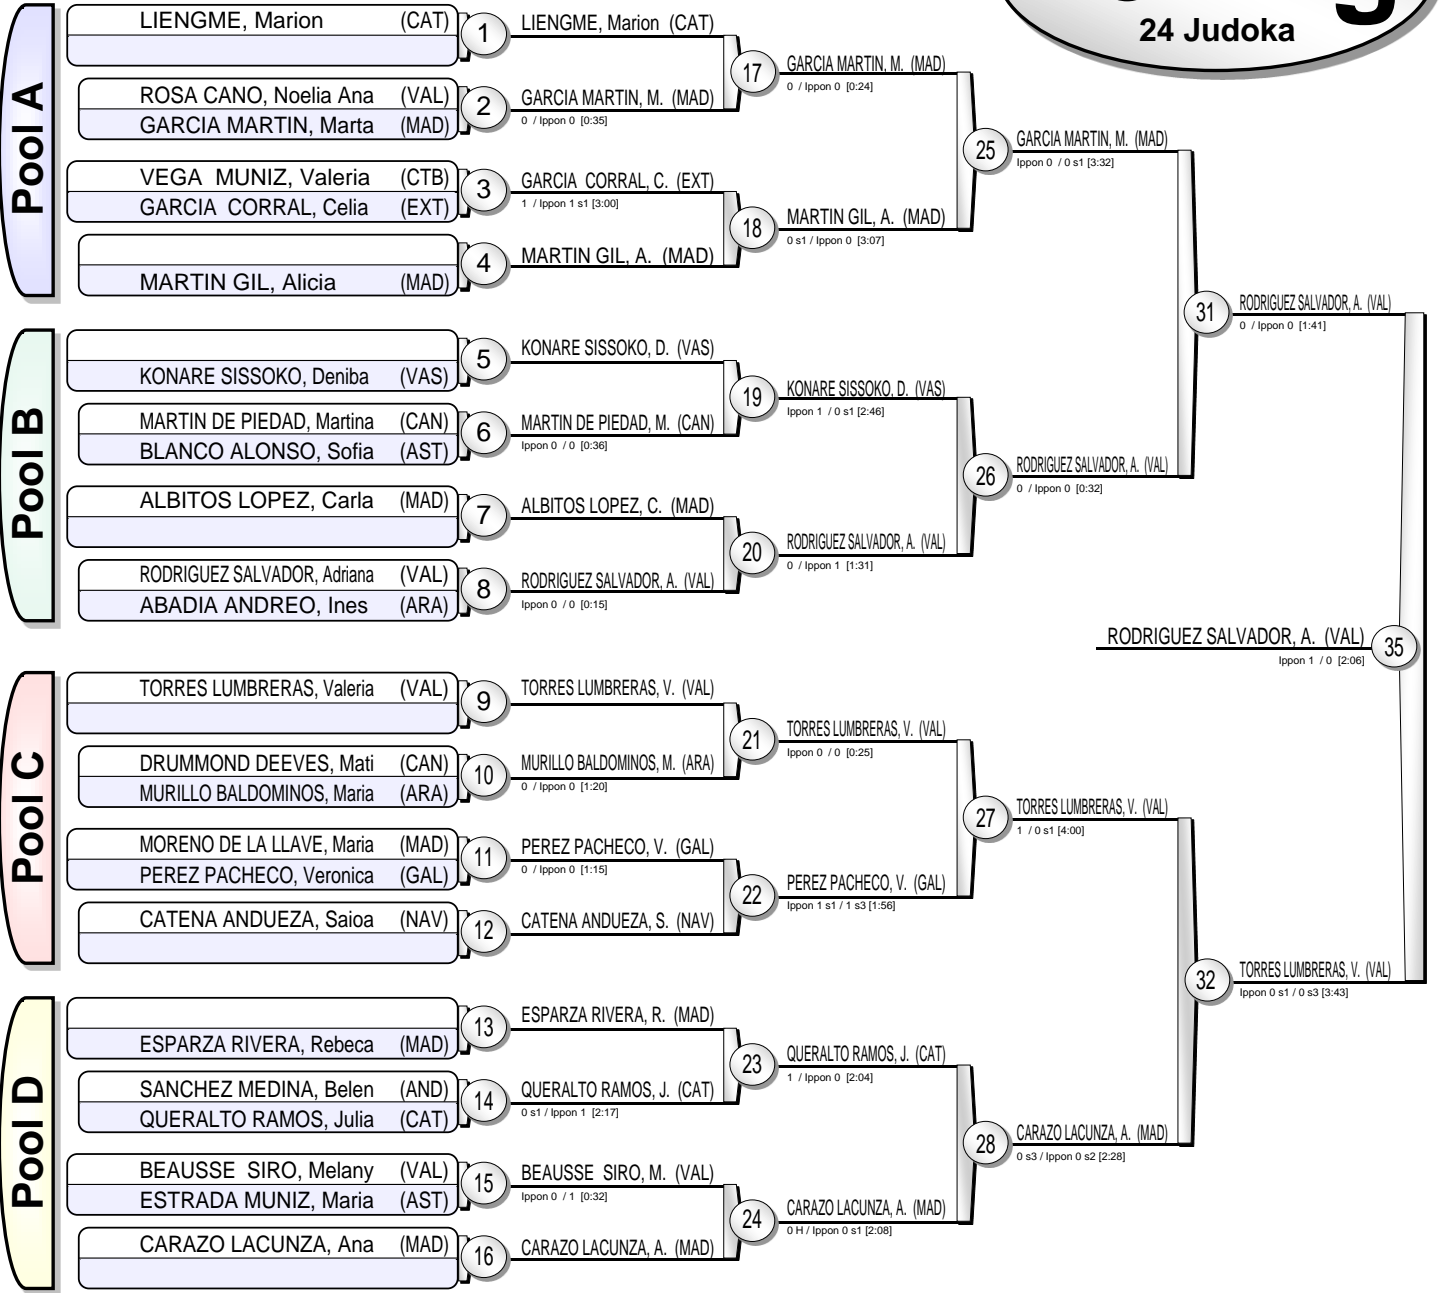 24 Judoka
Pool A
LIENGME, Marion (CAT)
1
LIENGME, Marion (CAT)
ROSA CANO, Noelia Ana (VAL)
GARCIA MARTIN, Marta (MAD)
2
GARCIA MARTIN, M. (MAD)
0 / Ippon 0 [0:35]
17
GARCIA MARTIN, M. (MAD)
0 / Ippon 0 [0:24]
VEGA MUNIZ, Valeria (CTB)
GARCIA CORRAL, Celia (EXT)
3
GARCIA CORRAL, C. (EXT)
1 / Ippon 1 s1 [3:00]
MARTIN GIL, Alicia (MAD)
4
MARTIN GIL, A. (MAD)
18
MARTIN GIL, A. (MAD)
0 s1 / Ippon 0 [3:07]
25
GARCIA MARTIN, M. (MAD)
Ippon 0 / 0 s1 [3:32]
Pool B
KONARE SISSOKO, Deniba (VAS)
5
KONARE SISSOKO, D. (VAS)
MARTIN DE PIEDAD, Martina (CAN)
BLANCO ALONSO, Sofia (AST)
6
MARTIN DE PIEDAD, M. (CAN)
Ippon 0 / 0 [0:36]
19
KONARE SISSOKO, D. (VAS)
Ippon 1 / 0 s1 [2:46]
ALBITOS LOPEZ, Carla (MAD)
7
ALBITOS LOPEZ, C. (MAD)
RODRIGUEZ SALVADOR, Adriana (VAL)
ABADIA ANDREO, Ines (ARA)
8
RODRIGUEZ SALVADOR, A. (VAL)
Ippon 0 / 0 [0:15]
20
RODRIGUEZ SALVADOR, A. (VAL)
0 / Ippon 1 [1:31]
26
RODRIGUEZ SALVADOR, A. (VAL)
0 / Ippon 0 [0:32]
31
RODRIGUEZ SALVADOR, A. (VAL)
0 / Ippon 0 [1:41]
RODRIGUEZ SALVADOR, A. (VAL)
Ippon 1 / 0 [2:06]
35
Pool C
TORRES LUMBRERAS, Valeria (VAL)
9
TORRES LUMBRERAS, V. (VAL)
DRUMMOND DEEVES, Mati (CAN)
MURILLO BALDOMINOS, Maria (ARA)
10
MURILLO BALDOMINOS, M. (ARA)
0 / Ippon 0 [1:20]
21
TORRES LUMBRERAS, V. (VAL)
Ippon 0 / 0 [0:25]
MORENO DE LA LLAVE, Maria (MAD)
PEREZ PACHECO, Veronica (GAL)
11
PEREZ PACHECO, V. (GAL)
0 / Ippon 0 [1:15]
CATENA ANDUEZA, Saioa (NAV)
12
CATENA ANDUEZA, S. (NAV)
22
PEREZ PACHECO, V. (GAL)
Ippon 1 s1 / 1 s3 [1:56]
27
TORRES LUMBRERAS, V. (VAL)
1 / 0 s1 [4:00]
Pool D
ESPARZA RIVERA, Rebeca (MAD)
13
ESPARZA RIVERA, R. (MAD)
SANCHEZ MEDINA, Belen (AND)
QUERALTO RAMOS, Julia (CAT)
14
QUERALTO RAMOS, J. (CAT)
0 s1 / Ippon 1 [2:17]
23
QUERALTO RAMOS, J. (CAT)
1 / Ippon 0 [2:04]
BEAUSSE SIRO, Melany (VAL)
ESTRADA MUNIZ, Maria (AST)
15
BEAUSSE SIRO, M. (VAL)
Ippon 0 / 1 [0:32]
CARAZO LACUNZA, Ana (MAD)
16
CARAZO LACUNZA, A. (MAD)
24
CARAZO LACUNZA, A. (MAD)
0 H / Ippon 0 s1 [2:08]
28
CARAZO LACUNZA, A. (MAD)
0 s3 / Ippon 0 s2 [2:28]
32
TORRES LUMBRERAS, V. (VAL)
Ippon 0 s1 / 0 s3 [3:43]